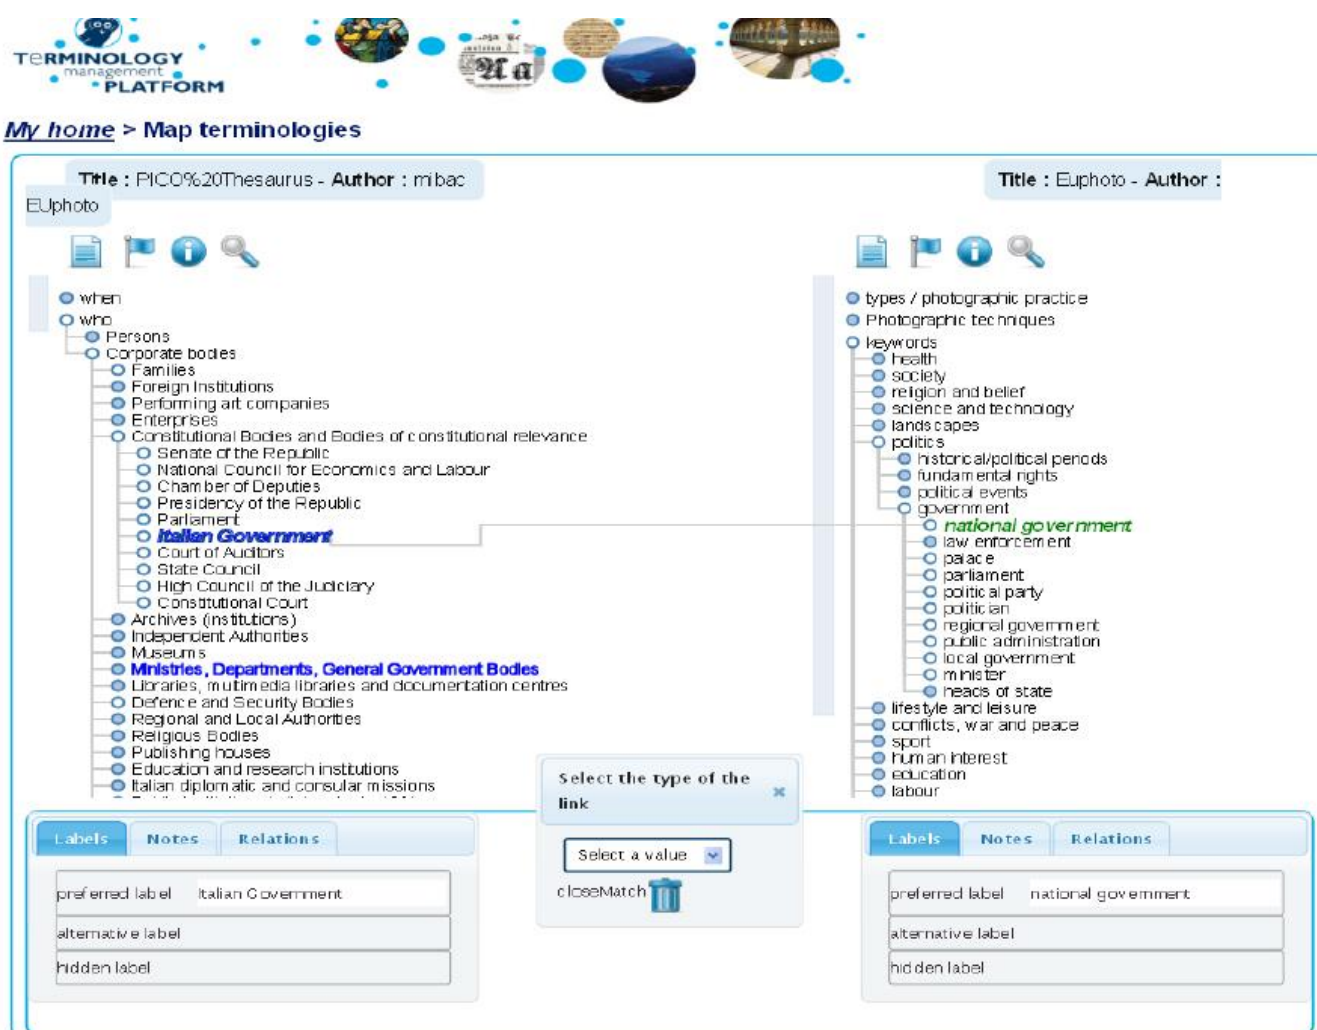 TERMINOLOGY
management
PLATFORM
My home > Map terminologies
Title : PICO%20Thesaurus - Author : mibac
EUphoto
when
who
Persons
Corporate bodies
Families
Foreign Institutions
Performing art companies
Enterprises
Constitutional Bodies and Bodies of constitutional relevance
Senate of the Republic
National Council for Economics and Labour
Chamber of Deputies
Presidency of the Republic
Parliament
Italian Government
Court of Auditors
State Council
High Council of the Judiciary
Constitutional Court
Archives (institutions)
Independent Authorities
Museums
Ministries, Departments, General Government Bodies
Libraries, multimedia libraries and documentation centres
Defence and Security Bodies
Regional and Local Authorities
Religious Bodies
Publishing houses
Education and research institutions
Italian diplomatic and consular missions
Title : Euphoto - Author :
types / photographic practice
Photographic techniques
keywords
health
society
religion and belief
science and technology
landscapes
politics
historical/political periods
fundamental rights
political events
government
national government
law enforcement
palace
parliament
political party
politician
regional government
public administration
local government
minister
heads of state
lifestyle and leisure
conflicts, war and peace
sport
human interest
education
labour
Labels Notes Relations
preferred label Italian Government
alternative label
hidden label
Select the type of the
link
Select a value
closeMatch
Labels Notes Relations
preferred label national government
alternative label
hidden label